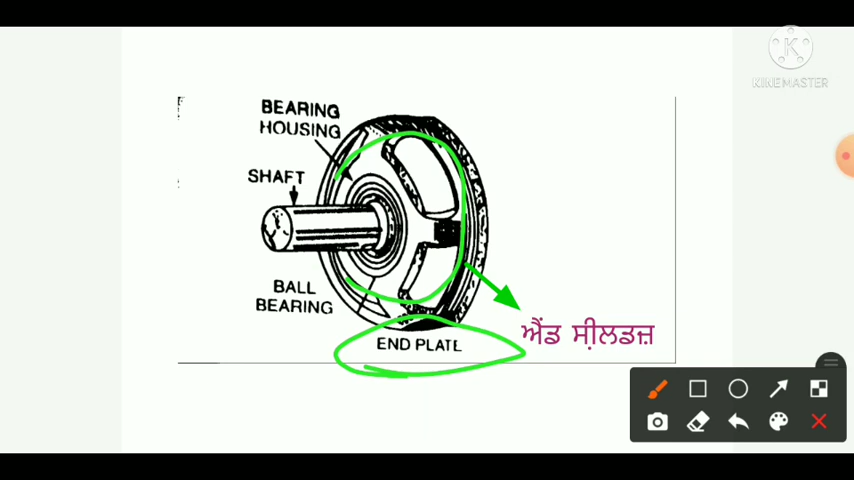 KINEMASTER
BEARING
HOUSING
SHAFT
BALL
BEARING
END PLATE
ਐਂਡ ਸ਼ੀਲਡਜ਼